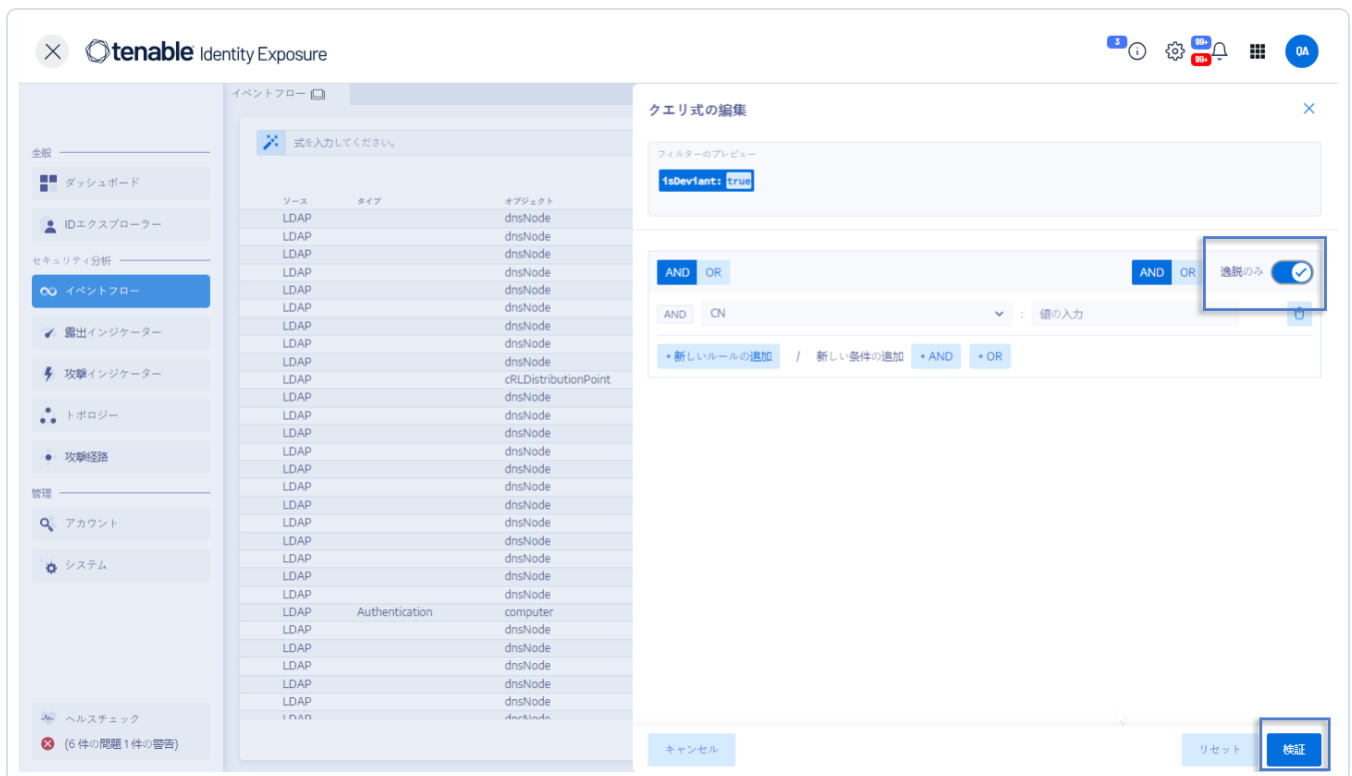 tenable Identity Exposure
3
99+
99+
QA
全般
ダッシュボード
IDエクスプローラー
セキュリティ分析
イベントフロー
露出インジケーター
攻撃インジケーター
トポロジー
攻撃経路
管理
アカウント
システム
ヘルスチェック
(6 件の問題 1 件の警告)
イベントフロー
式を入力してください。
ソース タイプ オブジェクト
LDAP dnsNode
LDAP dnsNode
LDAP dnsNode
LDAP dnsNode
LDAP dnsNode
LDAP dnsNode
LDAP dnsNode
LDAP dnsNode
LDAP dnsNode
LDAP cRLDistributionPoint
LDAP dnsNode
LDAP dnsNode
LDAP dnsNode
LDAP dnsNode
LDAP dnsNode
LDAP dnsNode
LDAP dnsNode
LDAP dnsNode
LDAP dnsNode
LDAP dnsNode
LDAP dnsNode
LDAP dnsNode
LDAP Authentication computer
LDAP dnsNode
LDAP dnsNode
LDAP dnsNode
LDAP dnsNode
LDAP dnsNode
LDAP dnsNode
クエリ式の編集
フィルターのプレビュー
isDeviant: true
AND OR AND OR 逸脱のみ
AND CN : 値の入力
+ 新しいルールの追加 / 新しい条件の追加 + AND + OR
キャンセル リセット 検証